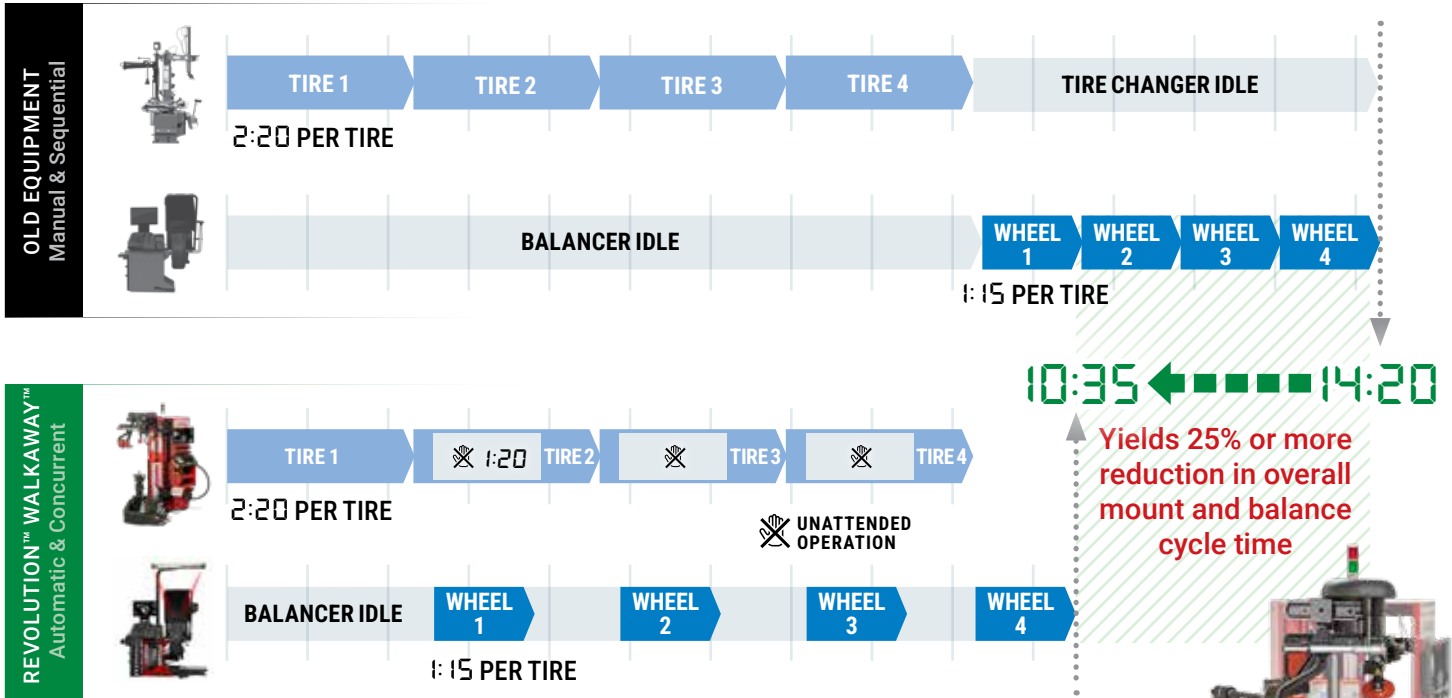 OLD EQUIPMENT
Manual & Sequential
TIRE 1
TIRE 2
TIRE 3
TIRE 4
TIRE CHANGER IDLE
2:20 PER TIRE
BALANCER IDLE
WHEEL
1
WHEEL
2
WHEEL
3
WHEEL
4
1:15 PER TIRE
10:35
14:20
Yields 25% or more
reduction in overall
mount and balance
cycle time
REVOLUTION™ WALKAWAY™
Automatic & Concurrent
TIRE 1
1:20
TIRE 2
TIRE 3
TIRE 4
2:20 PER TIRE
UNATTENDED
OPERATION
BALANCER IDLE
WHEEL
1
WHEEL
2
WHEEL
3
WHEEL
4
1:15 PER TIRE